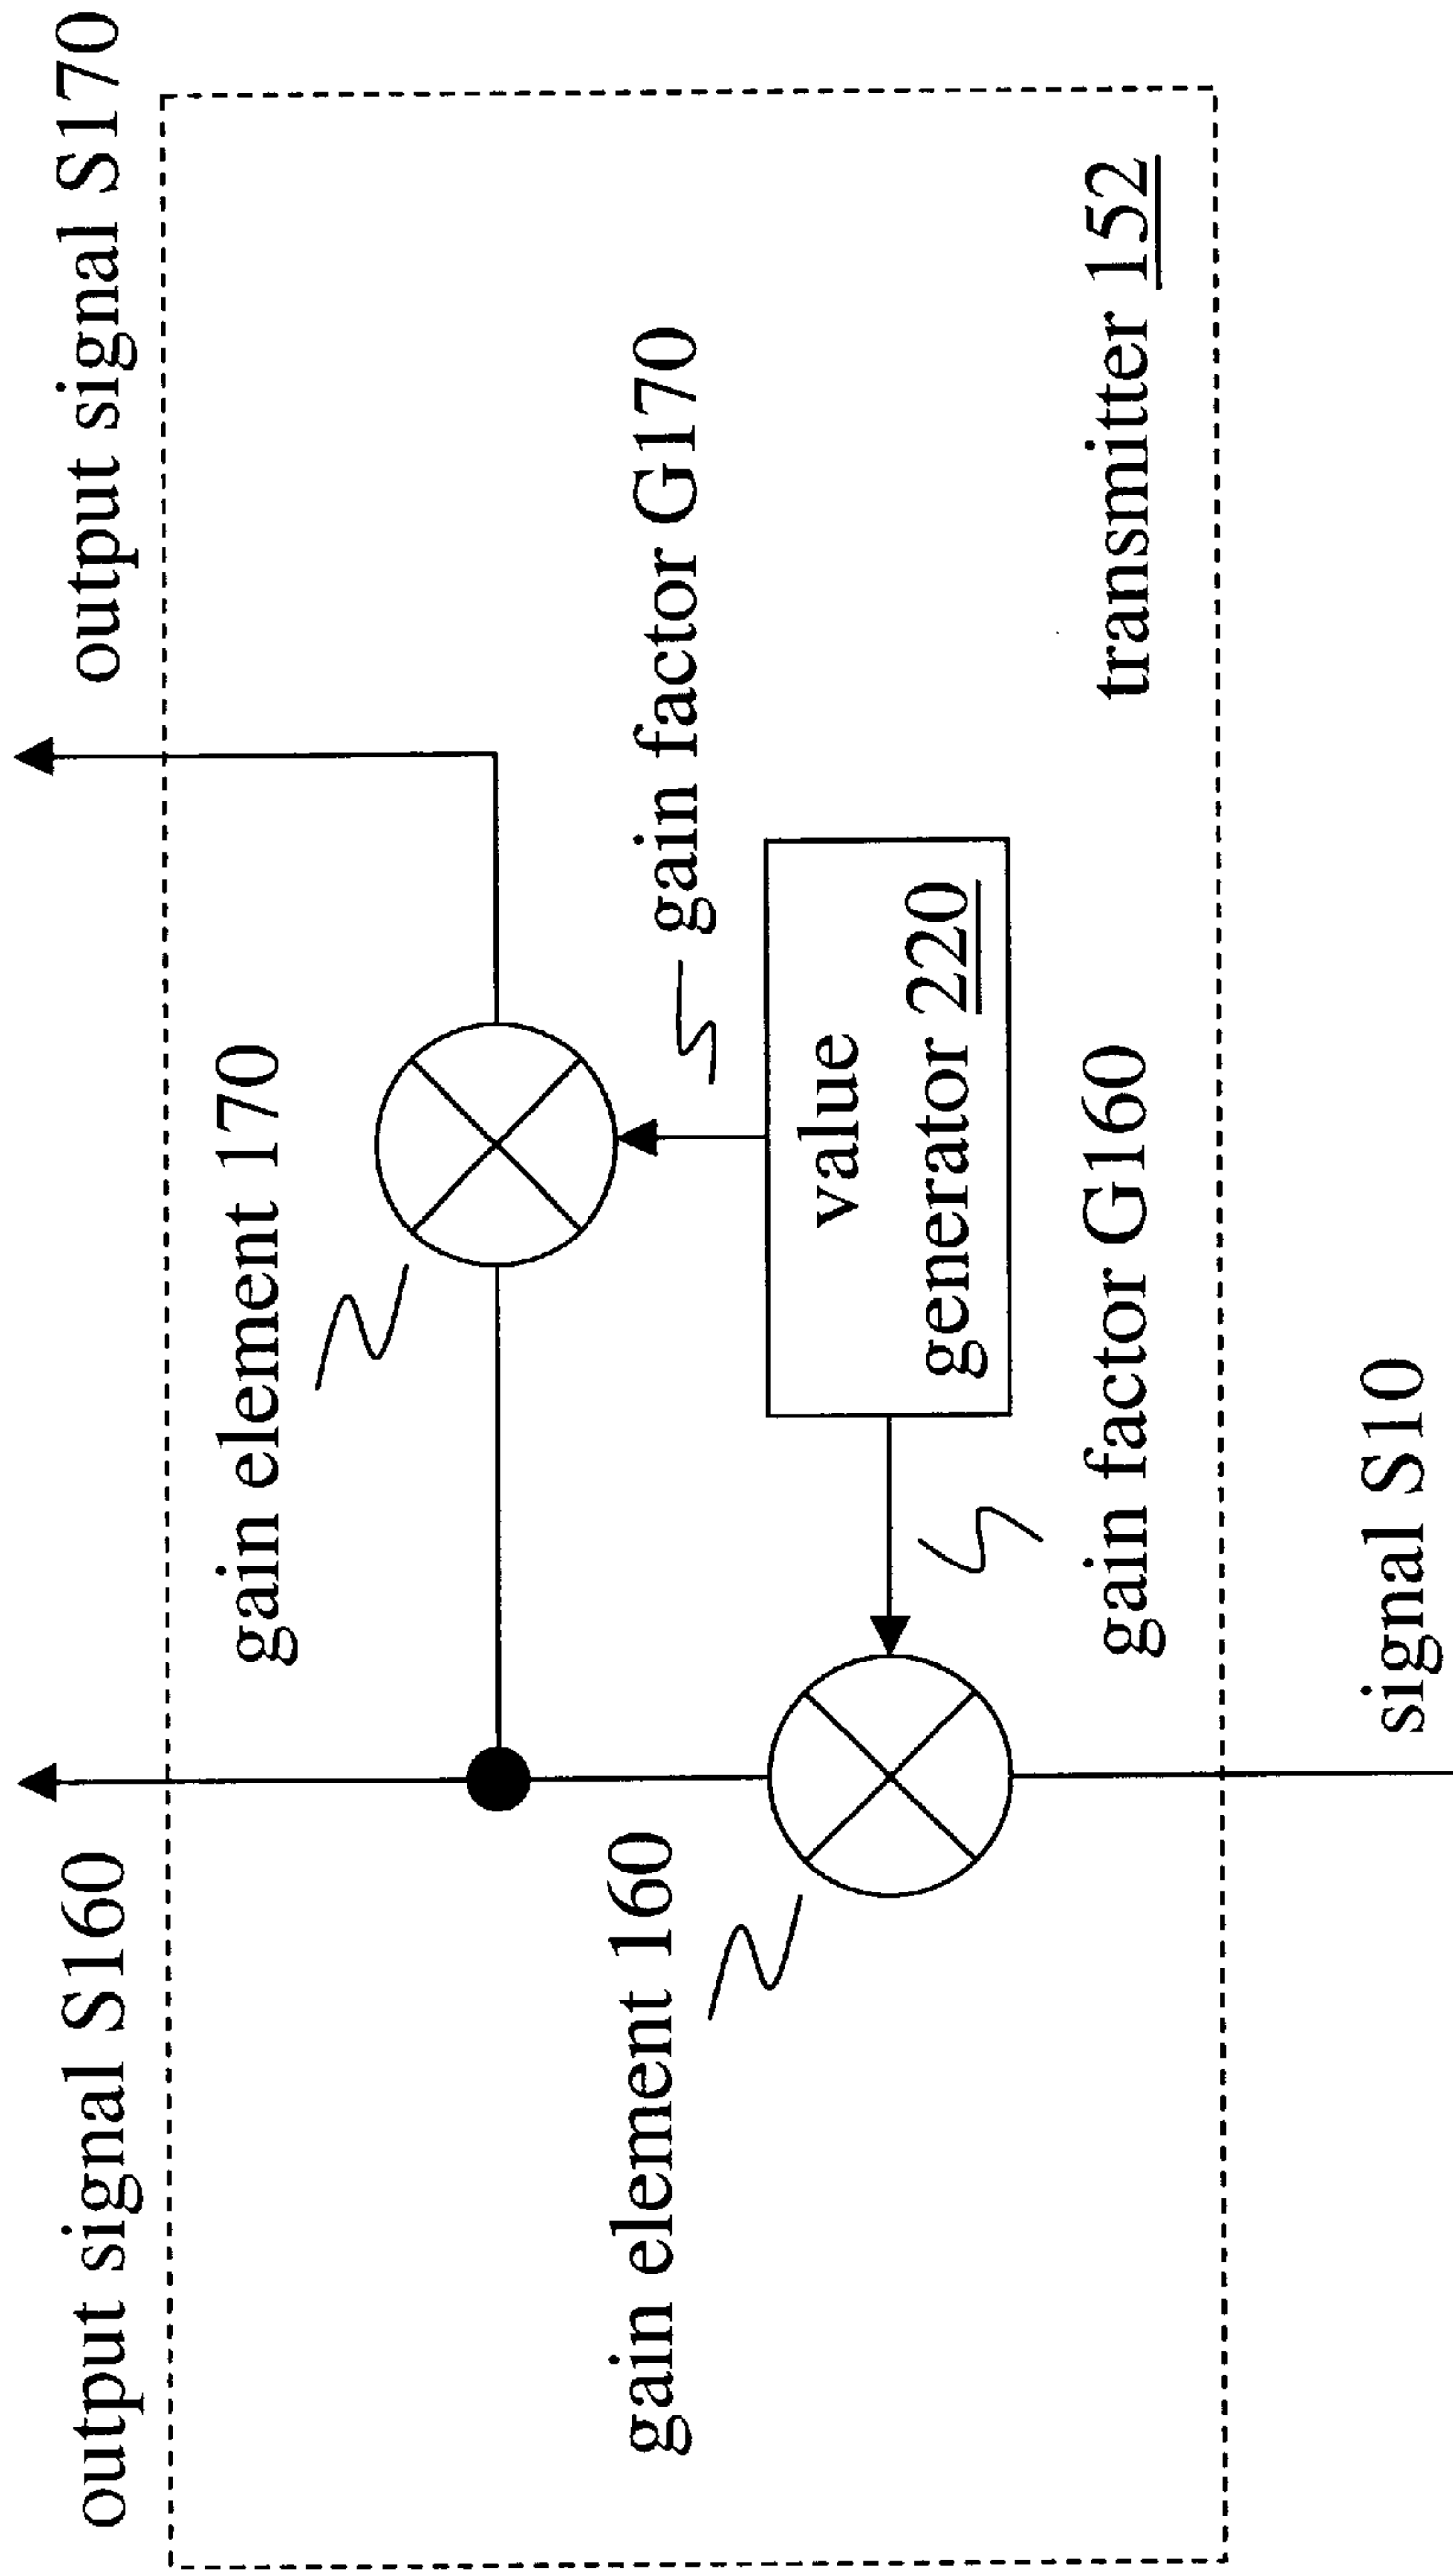 output signal S160
output signal S170
gain element 170
gain element 160
gain factor G170
value
generator 220
gain factor G160
transmitter 152
signal S10